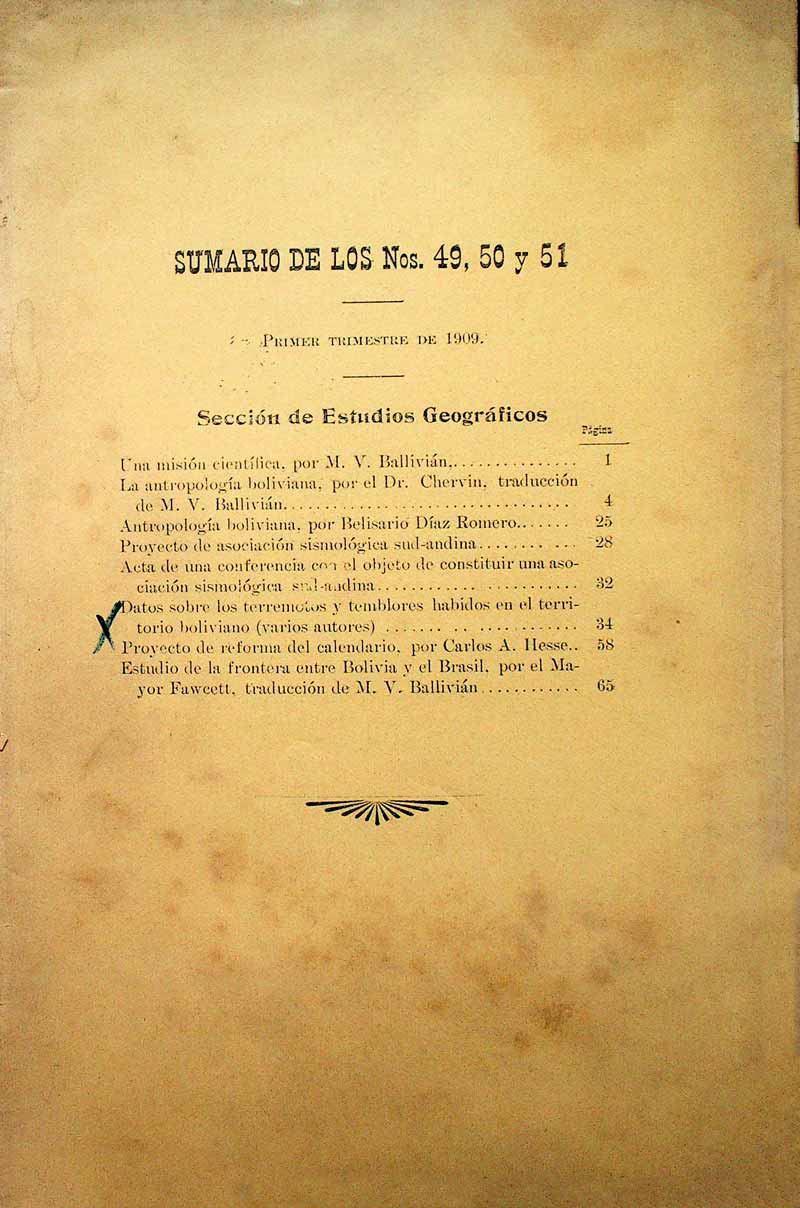 SUMARIO DE LOS Nos. 49, 50 y 51
PRIMER TRIMESTRE DE 1909.
Sección de Estudios Geográficos
Página
Una misión científica, por M. V. Ballivián,............... 1
La antropología boliviana, por el Dr. Chervin, traducción
de M. V. Ballivián................................... 4
Antropología boliviana, por Belisario Díaz Romero....... 25
Proyecto de asociación sismológica sud-andina........... 28
Acta de una conferencia con el objeto de constituir una aso-
ciación sismológica sud-andina......................... 32
Datos sobre los terremotos y temblores habidos en el terri-
torio boliviano (varios autores) ....................... 34
Proyecto de reforma del calendario, por Carlos A. Hesse.. 58
Estudio de la frontera entre Bolivia y el Brasil, por el Ma-
yor Fawcett, traducción de M. V. Ballivián............ 65